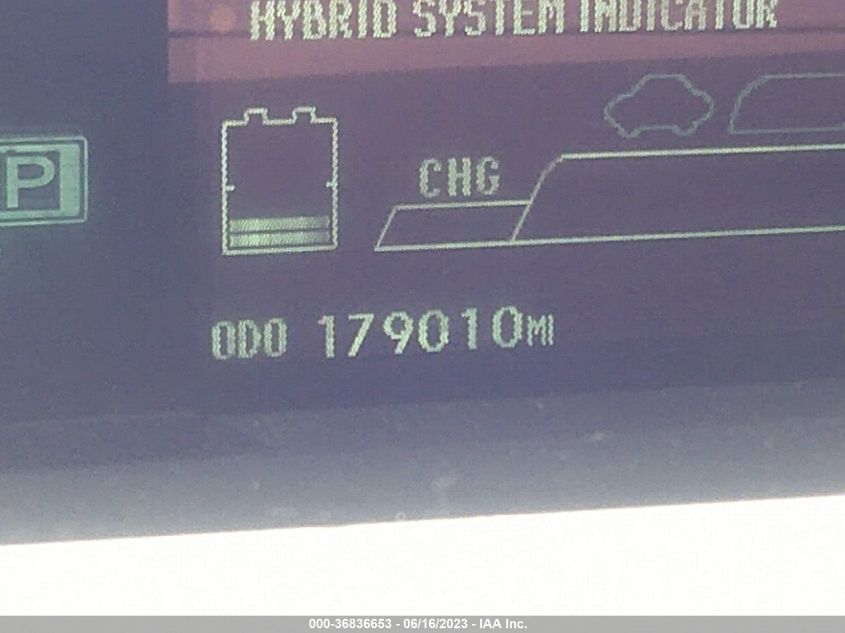 HYBRID SYSTEM INDICATOR
P
CHG
ODO 179010MI
000-36836653 - 06/16/2023 - IAA Inc.